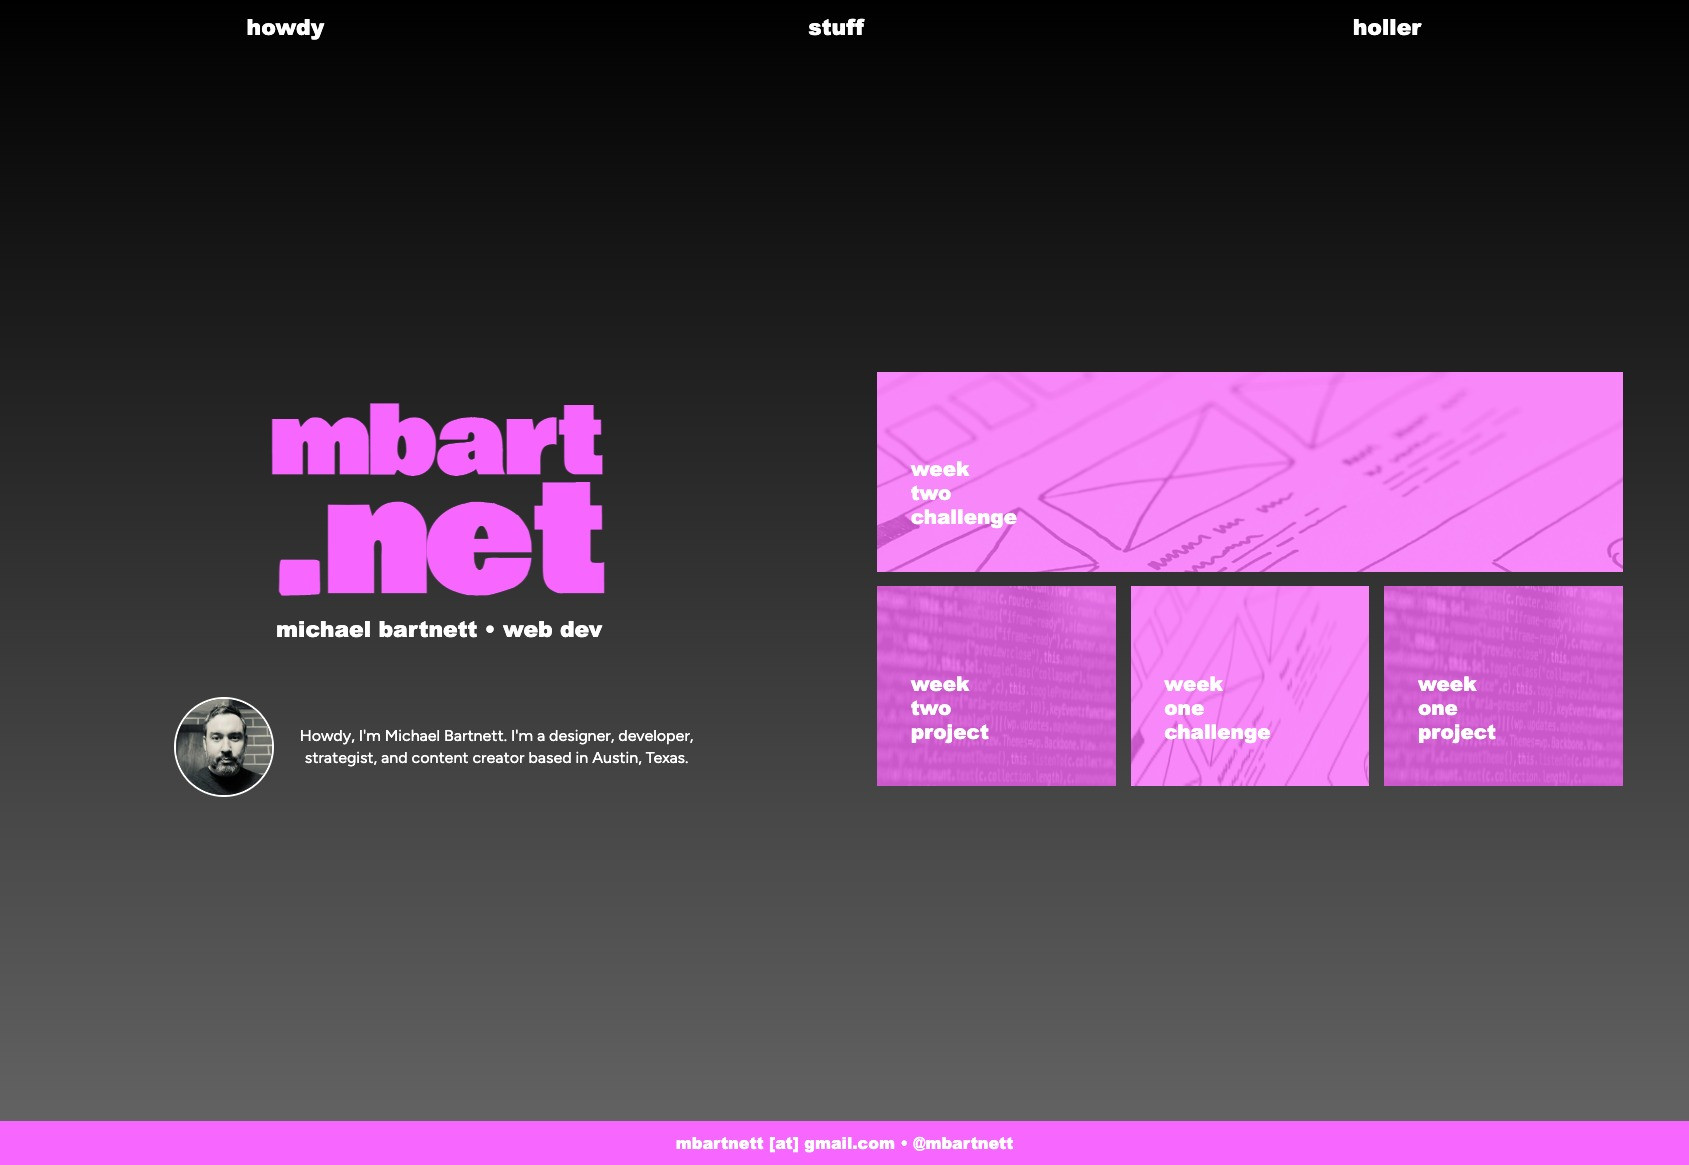 howdy
stuff
holler
mbart
.net
michael bartnett • web dev
Howdy, I'm Michael Bartnett. I'm a designer, developer,
strategist, and content creator based in Austin, Texas.
week
two
challenge
week
two
project
week
one
challenge
week
one
project
mbartnett [at] gmail.com • @mbartnett